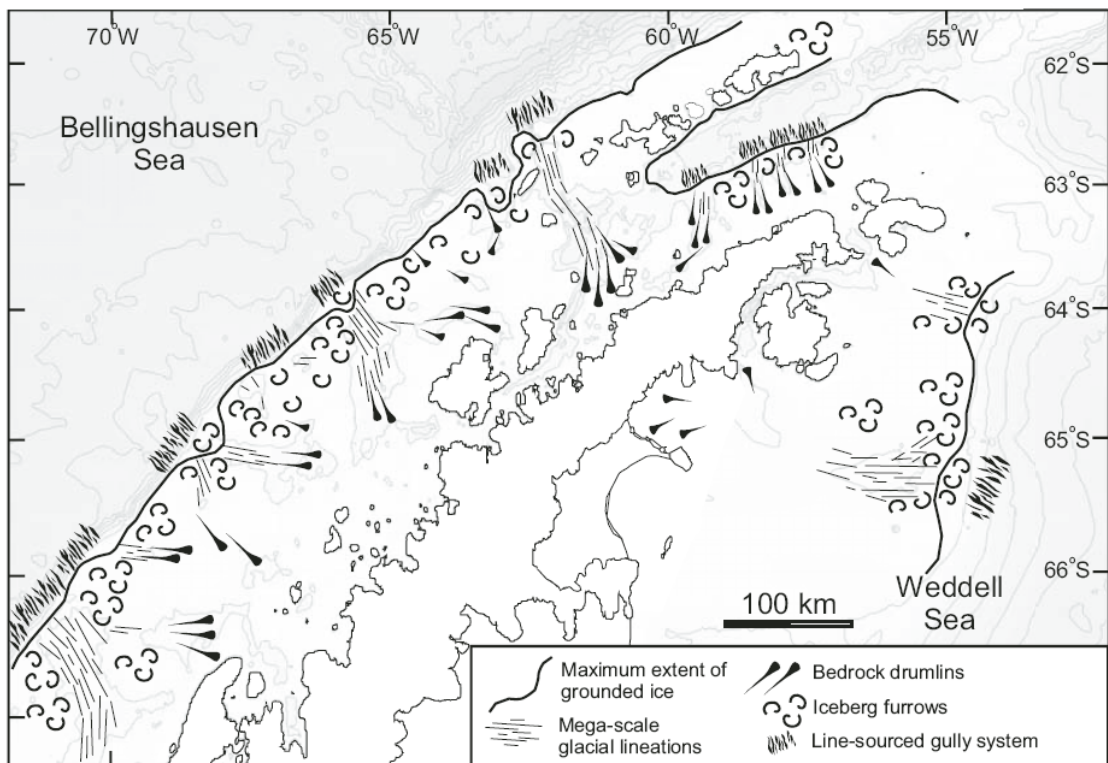 70°W
65°W
60°W
55°W
62°S
Bellingshausen
Sea
63°S
64°S
65°S
66°S
Weddell
Sea
100 km
Maximum extent of
grounded ice
Mega-scale
glacial lineations
Bedrock drumlins
Iceberg furrows
Line-sourced gully system